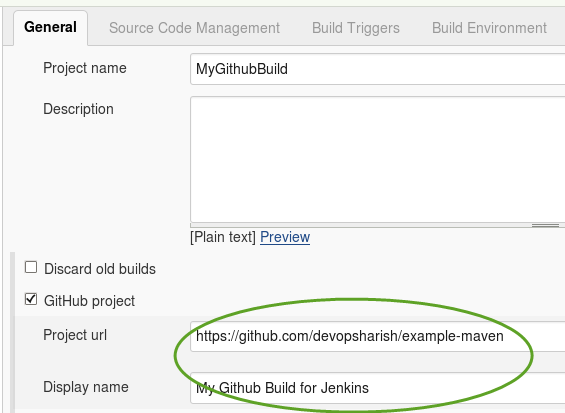 General Source Code Management Build Triggers Build Environment
Project name MyGithubBuild
Description
[Plain text] Preview
Discard old builds
GitHub project
Project url https://github.com/devopsharish/example-maven
Display name My Github Build for Jenkins